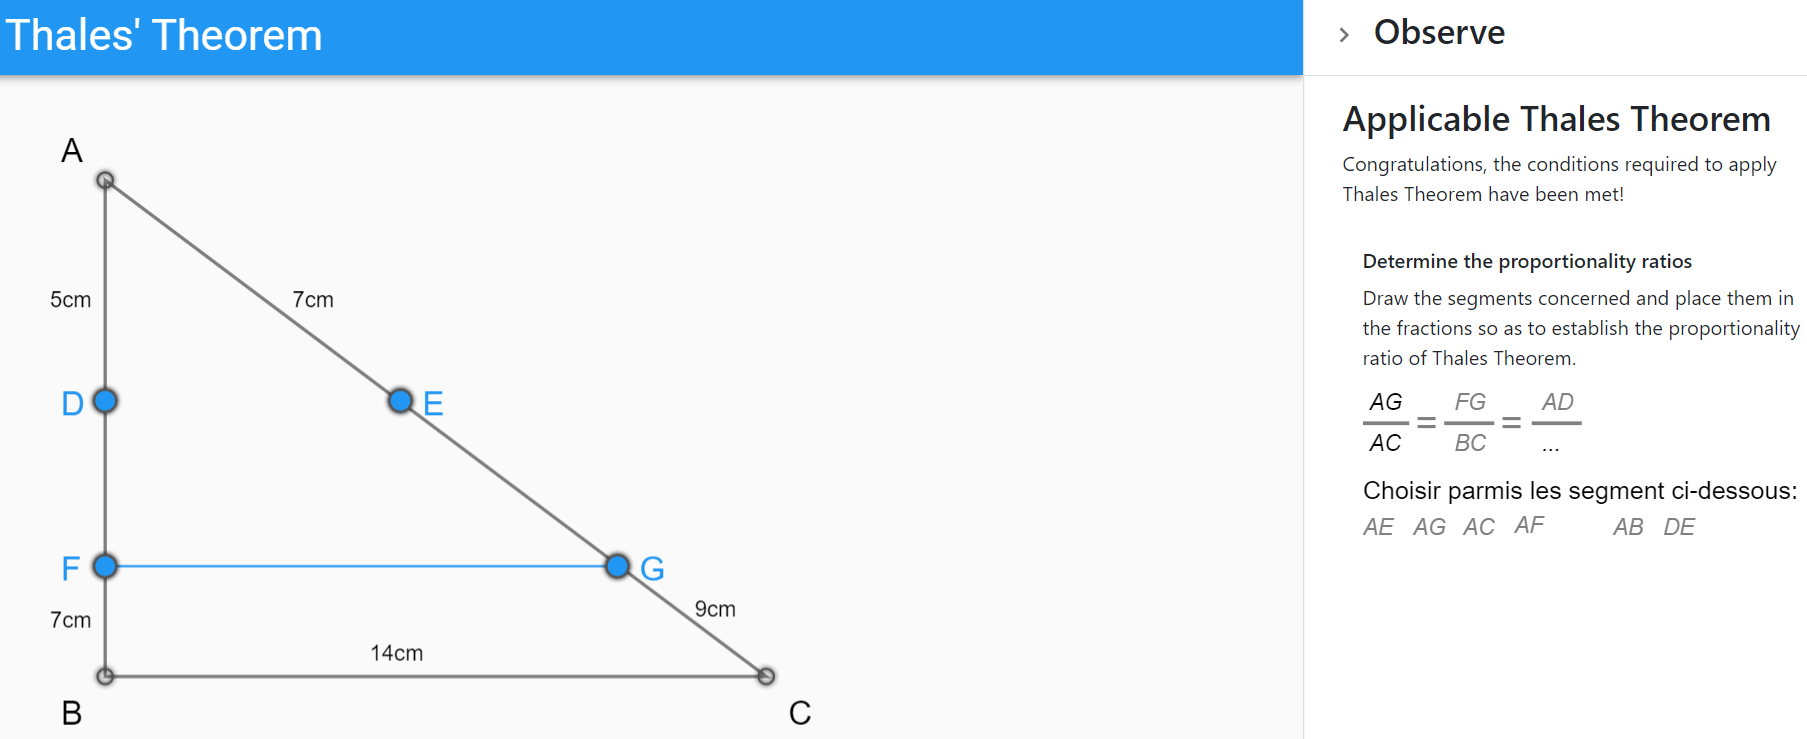 Thales' Theorem
Observe
A
5cm
7cm
D
E
F
G
7cm
9cm
14cm
B
C
Applicable Thales Theorem
Congratulations, the conditions required to apply
Thales Theorem have been met!
Determine the proportionality ratios
Draw the segments concerned and place them in
the fractions so as to establish the proportionality
ratio of Thales Theorem.
AG = FG = AD
AC BC ...
Choisir parmis les segment ci-dessous:
AE AG AC AF AB DE